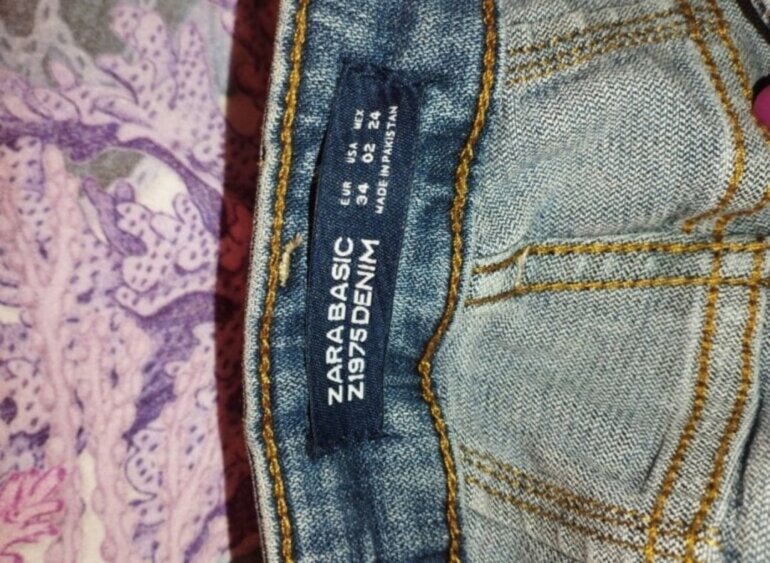 ZARA BASIC
Z1975 DENIM
EUR USA MEX
34 02 24
MADE IN PAKISTAN